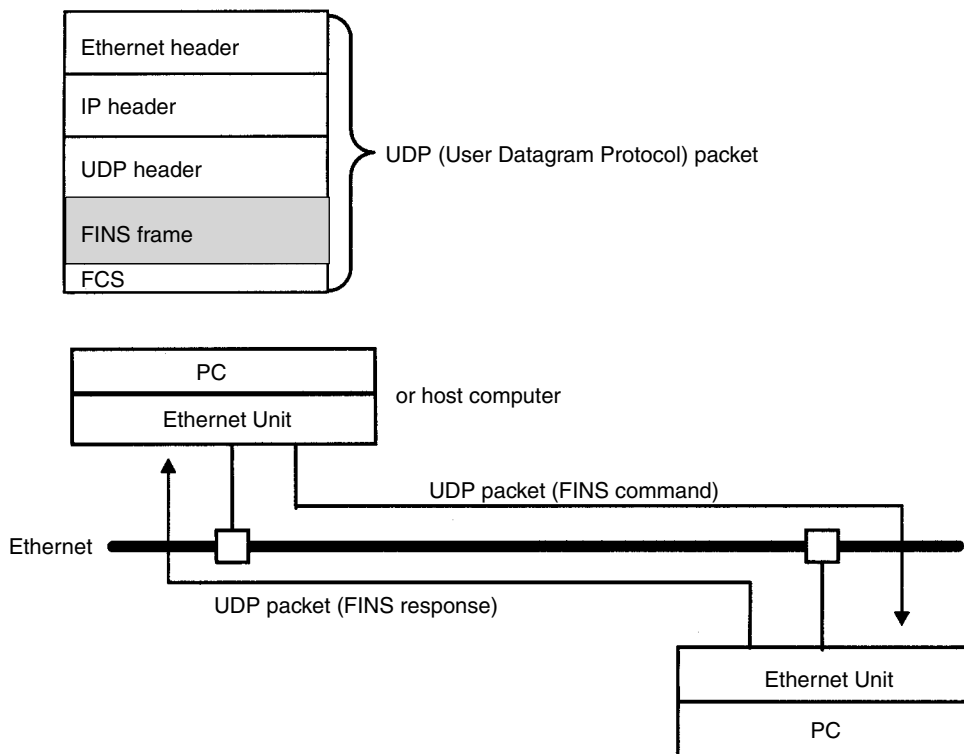 Ethernet header
IP header
UDP header
UDP (User Datagram Protocol) packet
FINS frame
FCS
PC
or host computer
Ethernet Unit
UDP packet (FINS command)
Ethernet
UDP packet (FINS response)
Ethernet Unit
PC